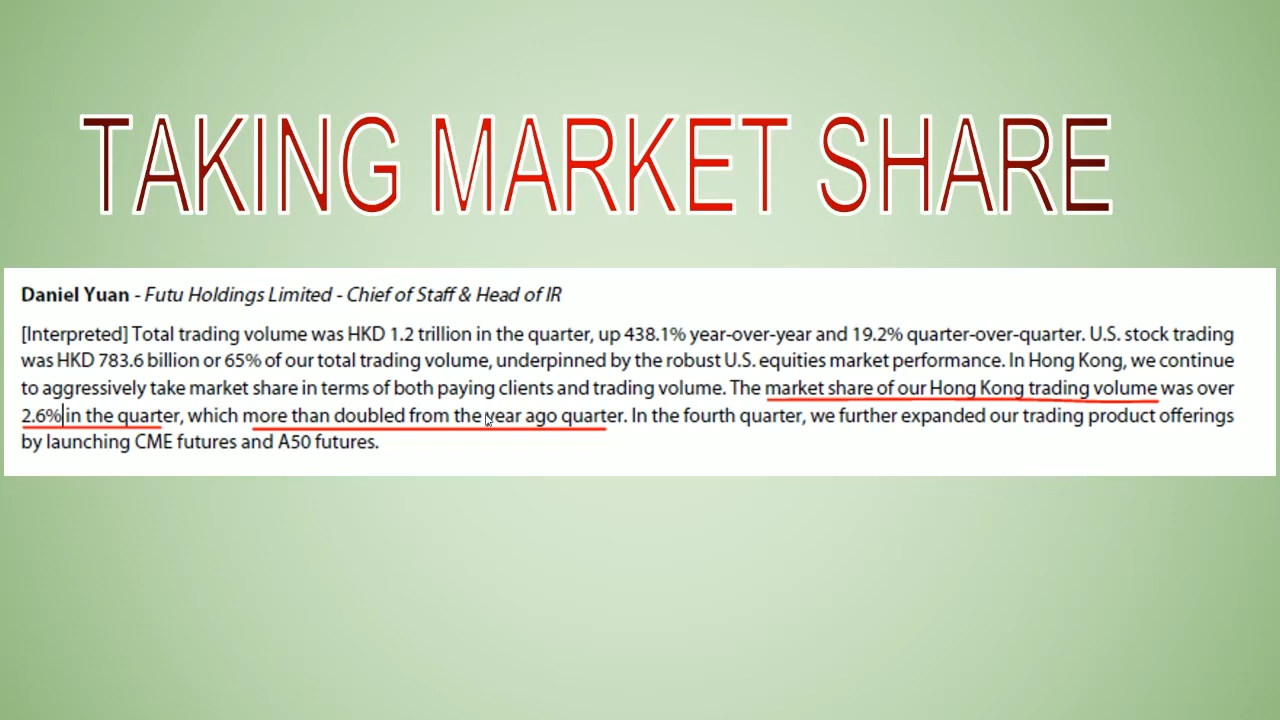 TAKING MARKET SHARE
Daniel Yuan - Futu Holdings Limited - Chief of Staff & Head of IR
[Interpreted] Total trading volume was HKD 1.2 trillion in the quarter, up 438.1% year-over-year and 19.2% quarter-over-quarter. U.S. stock trading
was HKD 783.6 billion or 65% of our total trading volume, underpinned by the robust U.S. equities market performance. In Hong Kong, we continue
to aggressively take market share in terms of both paying clients and trading volume. The market share of our Hong Kong trading volume was over
2.6% in the quarter, which more than doubled from the year ago quarter. In the fourth quarter, we further expanded our trading product offerings
by launching CME futures and A50 futures.